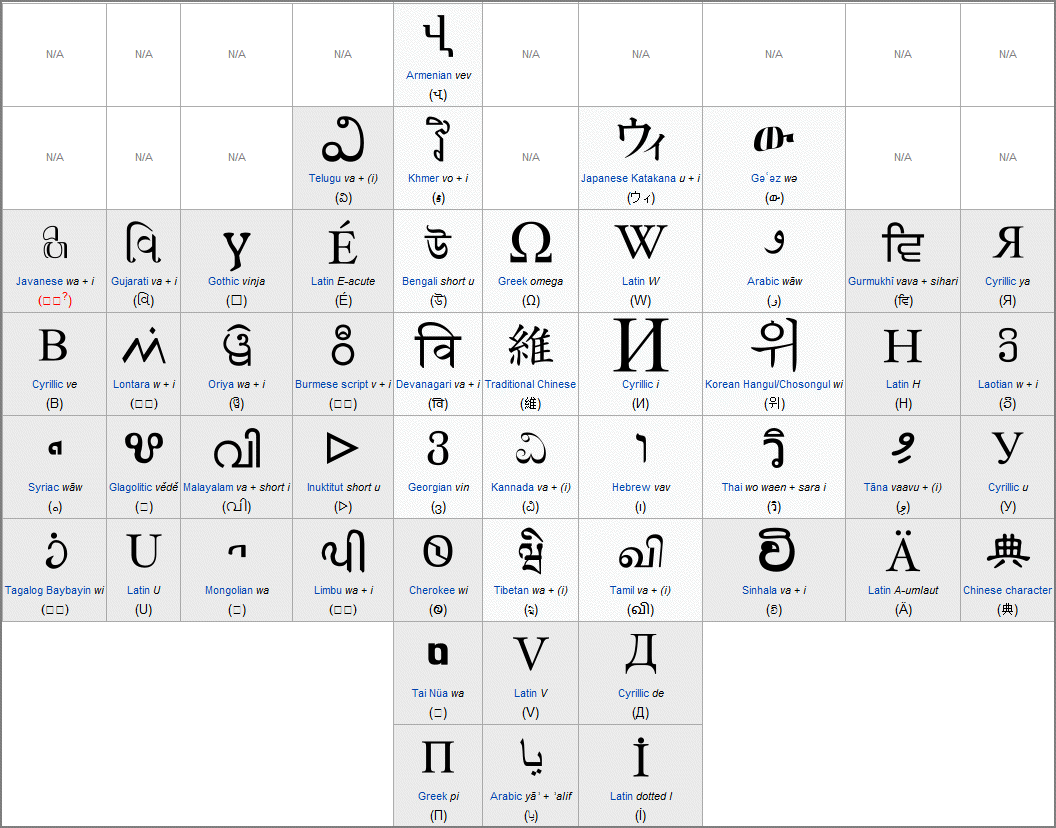 N/A N/A N/A N/A Վ N/A N/A N/A N/A N/A
Armenian vev
(Վ)
N/A N/A N/A వి វិ N/A ウィ ው N/A N/A
Telugu va + (i) Khmer vo + i Japanese Katakana u + i Gəʿəz wə
(వి) (វិ) (ウィ) (ው)
ꦮꦶ વિ 𐍅 É উ Ω W و ਵਿ Я
Javanese wa + i Gujarati va + i Gothic vinja Latin E-acute Bengali short u Greek omega Latin W Arabic wāw Gurmukhī vava + sihari Cyrillic ya
(□□?) (વિ) (□) (É) (উ) (Ω) (W) (و) (ਵਿ) (Я)
В ᨓᨗ ୱି ဝီ वि 維 И 위 H ວິ
Cyrillic ve Lontara w + i Oriya wa + i Burmese script v + i Devanagari va + i Traditional Chinese Cyrillic i Korean Hangul/Chosongul wi Latin H Laotian w + i
(В) (□□) (ୱି) (□□) (वि) (維) (И) (위) (H) (ວິ)
ܘ Ⰲ വി ᐅ ვ ವಿ ו วิ ވި У
Syriac wāw Glagolitic vědě Malayalam va + short i Inuktitut short u Georgian vin Kannada va + (i) Hebrew vav Thai wo waen + sara i Tāna vaavu + (i) Cyrillic u
(ܘ) (□) (വി) (ᐅ) (ვ) (ವಿ) (ו) (วิ) (ވި) (У)
ᜏᜒ U ᠸ ᤘᤡ Ꮻ ཝི வி වි Ä 典
Tagalog Baybayin wi Latin U Mongolian wa Limbu wa + i Cherokee wi Tibetan wa + (i) Tamil va + (i) Sinhala va + i Latin A-umlaut Chinese character
(□□) (U) (□) (□□) (Ꮻ) (ཝི) (வி) (වි) (Ä) (典)
ᥝ V Д
Tai Nüa wa Latin V Cyrillic de
(□) (V) (Д)
Π يا İ
Greek pi Arabic yāʾ + ʾalif Latin dotted I
(Π) (يا) (İ)